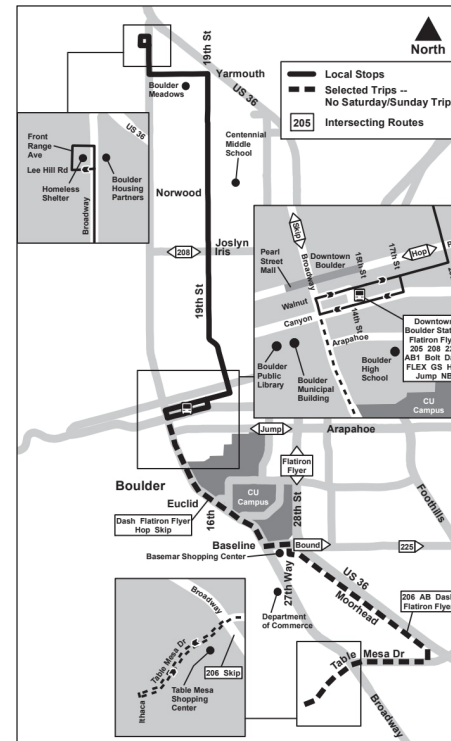 North
Local Stops
Selected Trips --
No Saturday/Sunday Trip
205 Intersecting Routes
19th St
Yarmouth
US 36
Boulder
Meadows
Centennial
Middle
School
Norwood
US 36
Front
Range
Ave
Lee Hill Rd
Homeless
Shelter
Boulder
Housing
Partners
Broadway
208
Joslyn
Iris
19th St
Skip
Broadway
Pearl
Street
Mall
Downtown
Boulder
15th St
17th St
Hop
Walnut
Canyon
14th St
Arapahoe
Boulder
Public
Library
Boulder
Municipal
Building
Boulder
High
School
CU
Campus
Downtown
Boulder Stat
Flatiron Fly
205 208 22
AB1 Bolt Da
FLEX GS H
Jump NB
Jump
Arapahoe
Boulder
Flatiron
Flyer
Euclid
16th
CU
Campus
28th St
Foothills
Dash Flatiron Flyer
Hop Skip
Baseline
Bound
225
Basemar Shopping Center
27th Way
US 36
Moorhead
Department
of Commerce
206 AB Dash
Flatiron Flye
Table Mesa Dr
Broadway
Broadway
Table Mesa Dr
206 Skip
Table Mesa
Shopping
Center
Ithaca